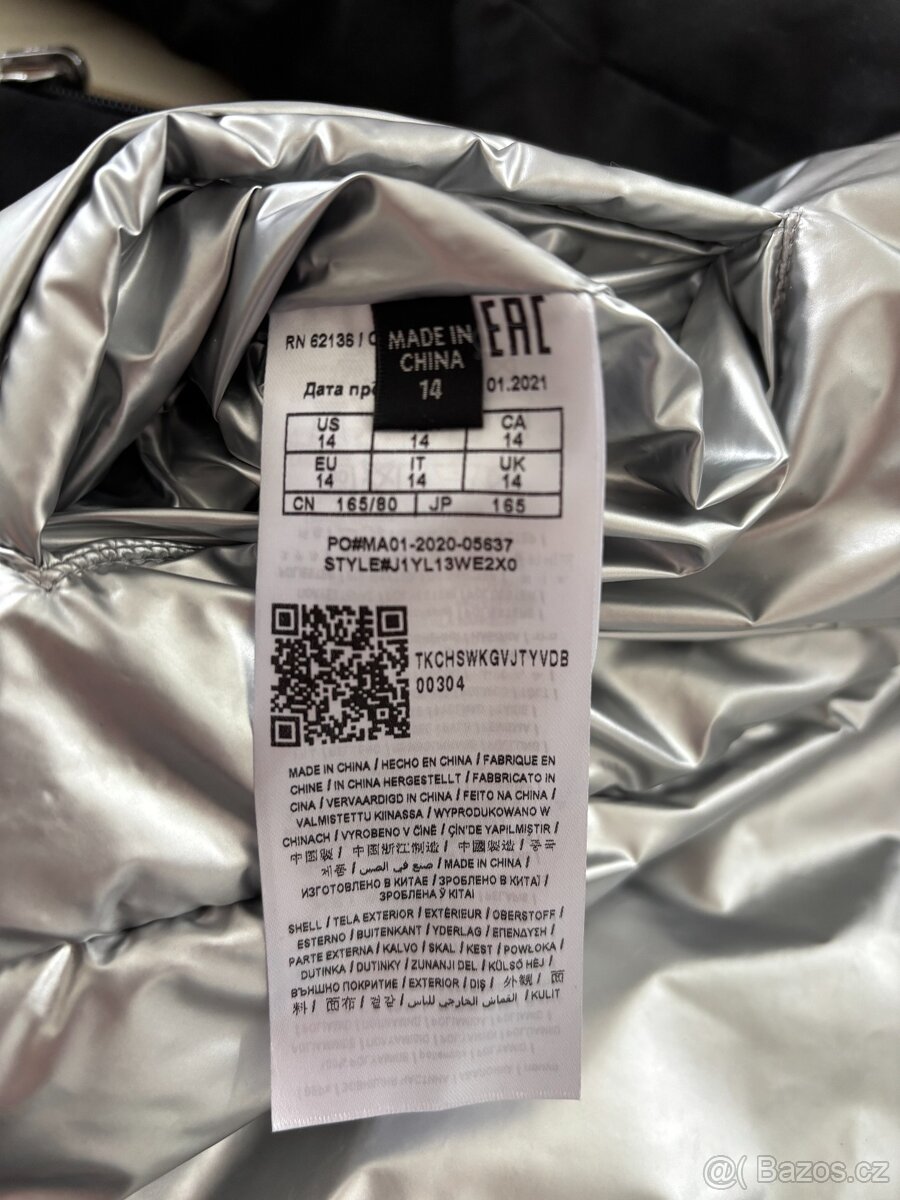 RN 62136 / C
MADE IN
CHINA
14
EAC
Дата пр
01.2021
US CA
14 14 14
EU IT UK
14 14 14
CN 165/80 JP 165
PO#MA01-2020-05637
STYLE#J1YL13WE2X0
TKCHSWKGVJTYVDB
00304
MADE IN CHINA / HECHO EN CHINA / FABRIQUE EN
CHINE / IN CHINA HERGESTELLT / FABBRICATO IN
CINA / VERVAARDIGD IN CHINA / FEITO NA CHINA /
VALMISTETTU KIINASSA / WYPRODUKOWANO W
CHINACH / VYROBENO V ČÍNĚ / ÇİN'DE YAPILMIŞTIR /
中国製 / 中国浙江制造 / 中國製造 / 중국
제품 / صنع في الصين / MADE IN CHINA /
ИЗГОТОВЛЕНО В КИТАЕ / ЗРОБЛЕНО В КИТАЇ /
ЗРОБЛЕНА Ў КІТАІ
SHELL / TELA EXTERIOR / EXTÉRIEUR / OBERSTOFF /
ESTERNO / BUITENKANT / YDERLAG / ΕΠΕΝΔΥΣΗ /
PARTE EXTERNA / KALVO / SKAL / KEST / POWŁOKA /
DUTINKA / DUTINKY / ZUNANJI DEL / KÜLSŐ HÉJ /
ВЪНШНО ПОКРИТИЕ / EXTERIOR / DIŞ / 外観 / 面
料 / 面布 / 겉감 / القماش الخارجي للباس / KULIT
@( Bazos.cz